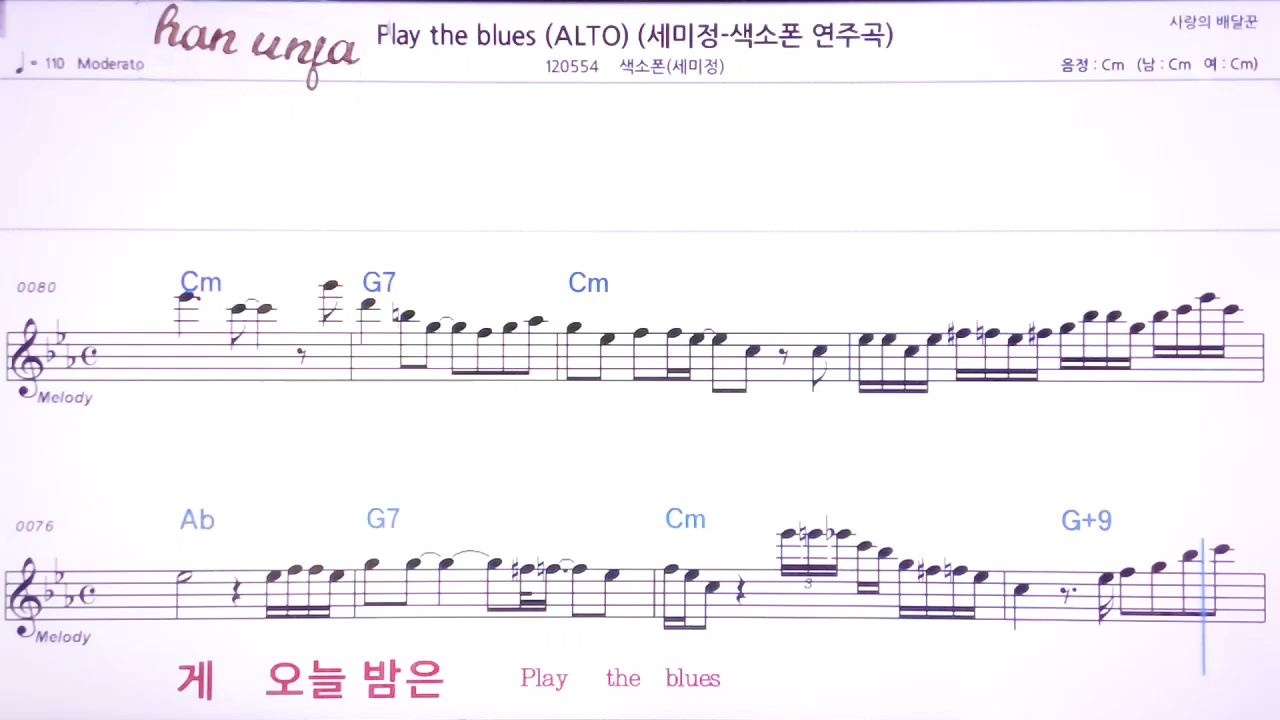 han unja
Play the blues (ALTO) (세미정-색소폰 연주곡)
사랑의 배달꾼
♩= 110 Moderato
120554 색소폰(세미정)
음정 : Cm (남 : Cm 여 : Cm)
0080
Cm G7 Cm
Melody
0076
Ab G7 Cm G+9
3
Melody
게 오늘 밤은 Play the blues